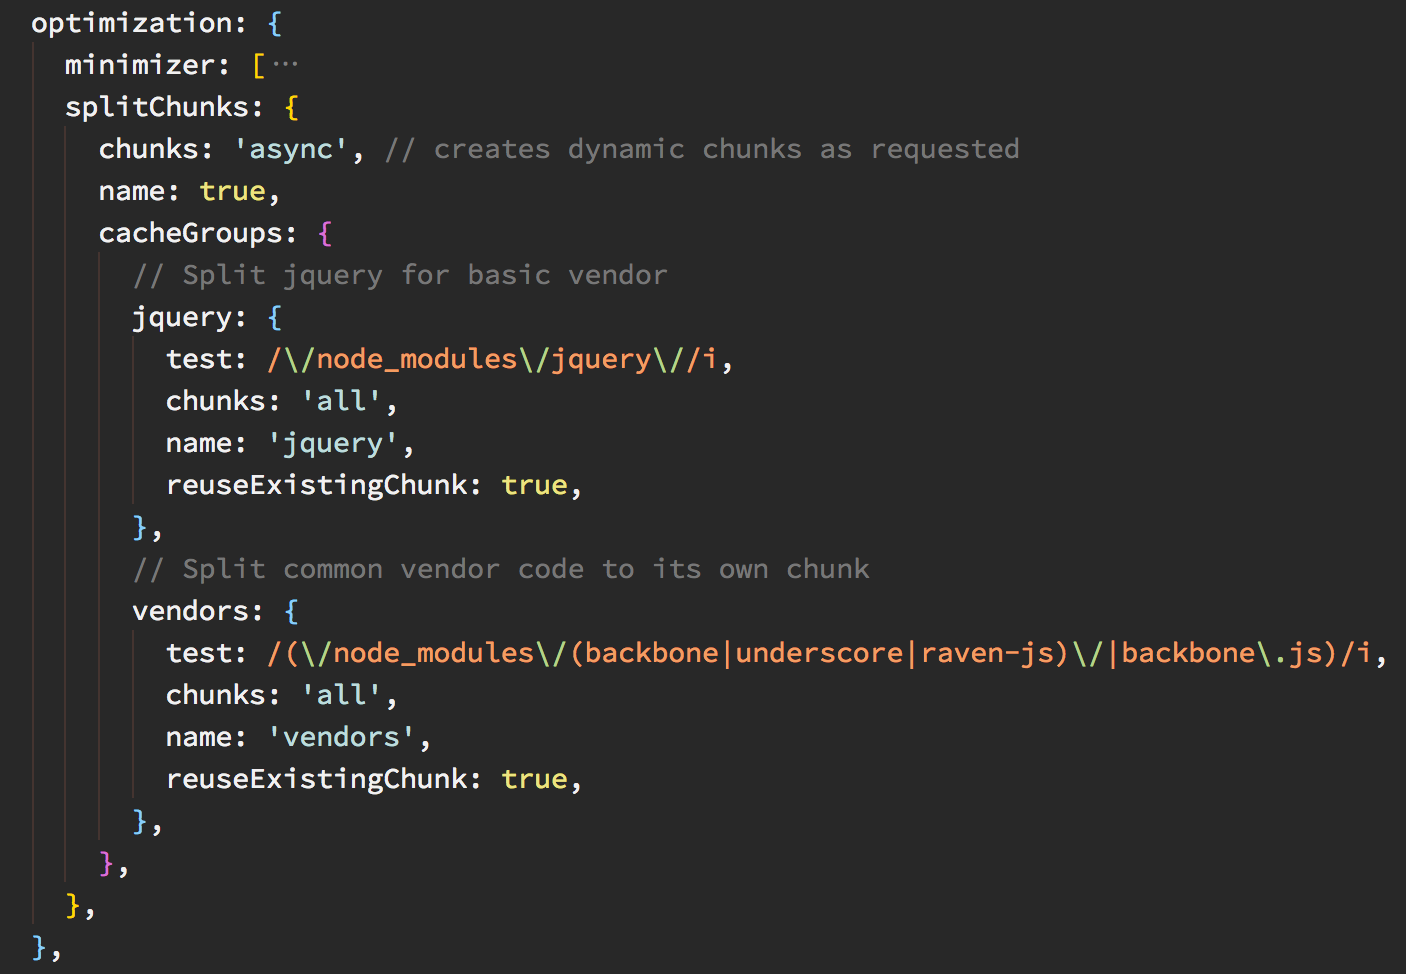 optimization: {
  minimizer: [···
  splitChunks: {
    chunks: 'async', // creates dynamic chunks as requested
    name: true,
    cacheGroups: {
      // Split jquery for basic vendor
      jquery: {
        test: /\/node_modules\/jquery\//i,
        chunks: 'all',
        name: 'jquery',
        reuseExistingChunk: true,
      },
      // Split common vendor code to its own chunk
      vendors: {
        test: /(\/node_modules\/(backbone|underscore|raven-js)\/|backbone\.js)/i,
        chunks: 'all',
        name: 'vendors',
        reuseExistingChunk: true,
      },
    },
  },
},